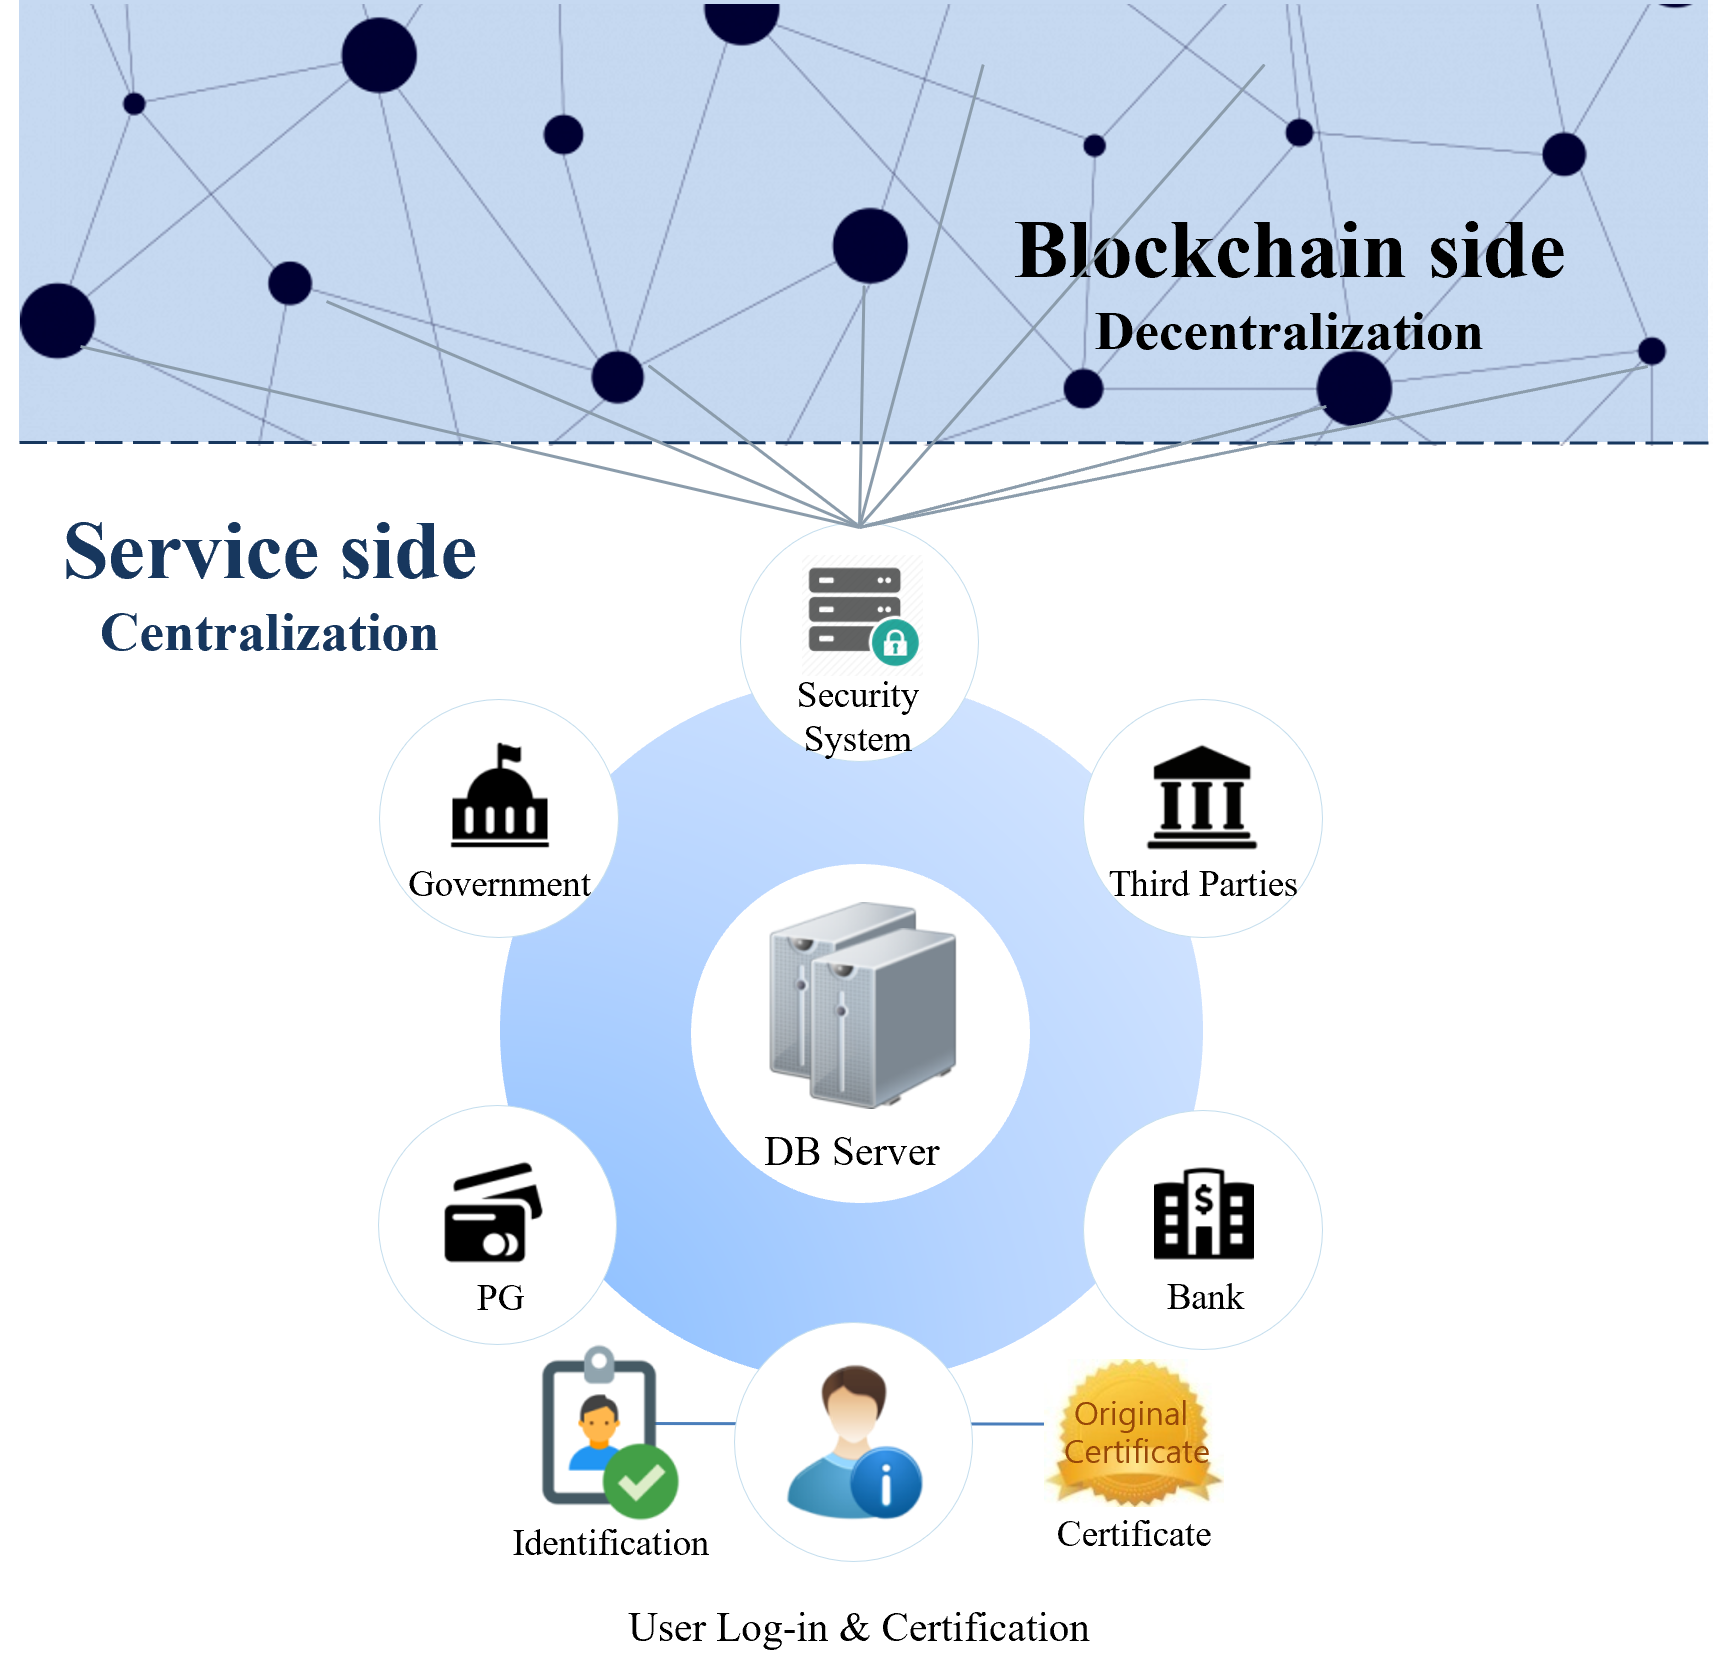 Blockchain side
Decentralization
Service side
Centralization
Security
System
Government
Third Parties
DB Server
PG
$
Bank
i
Original
Certificate
Identification
Certificate
User Log-in & Certification